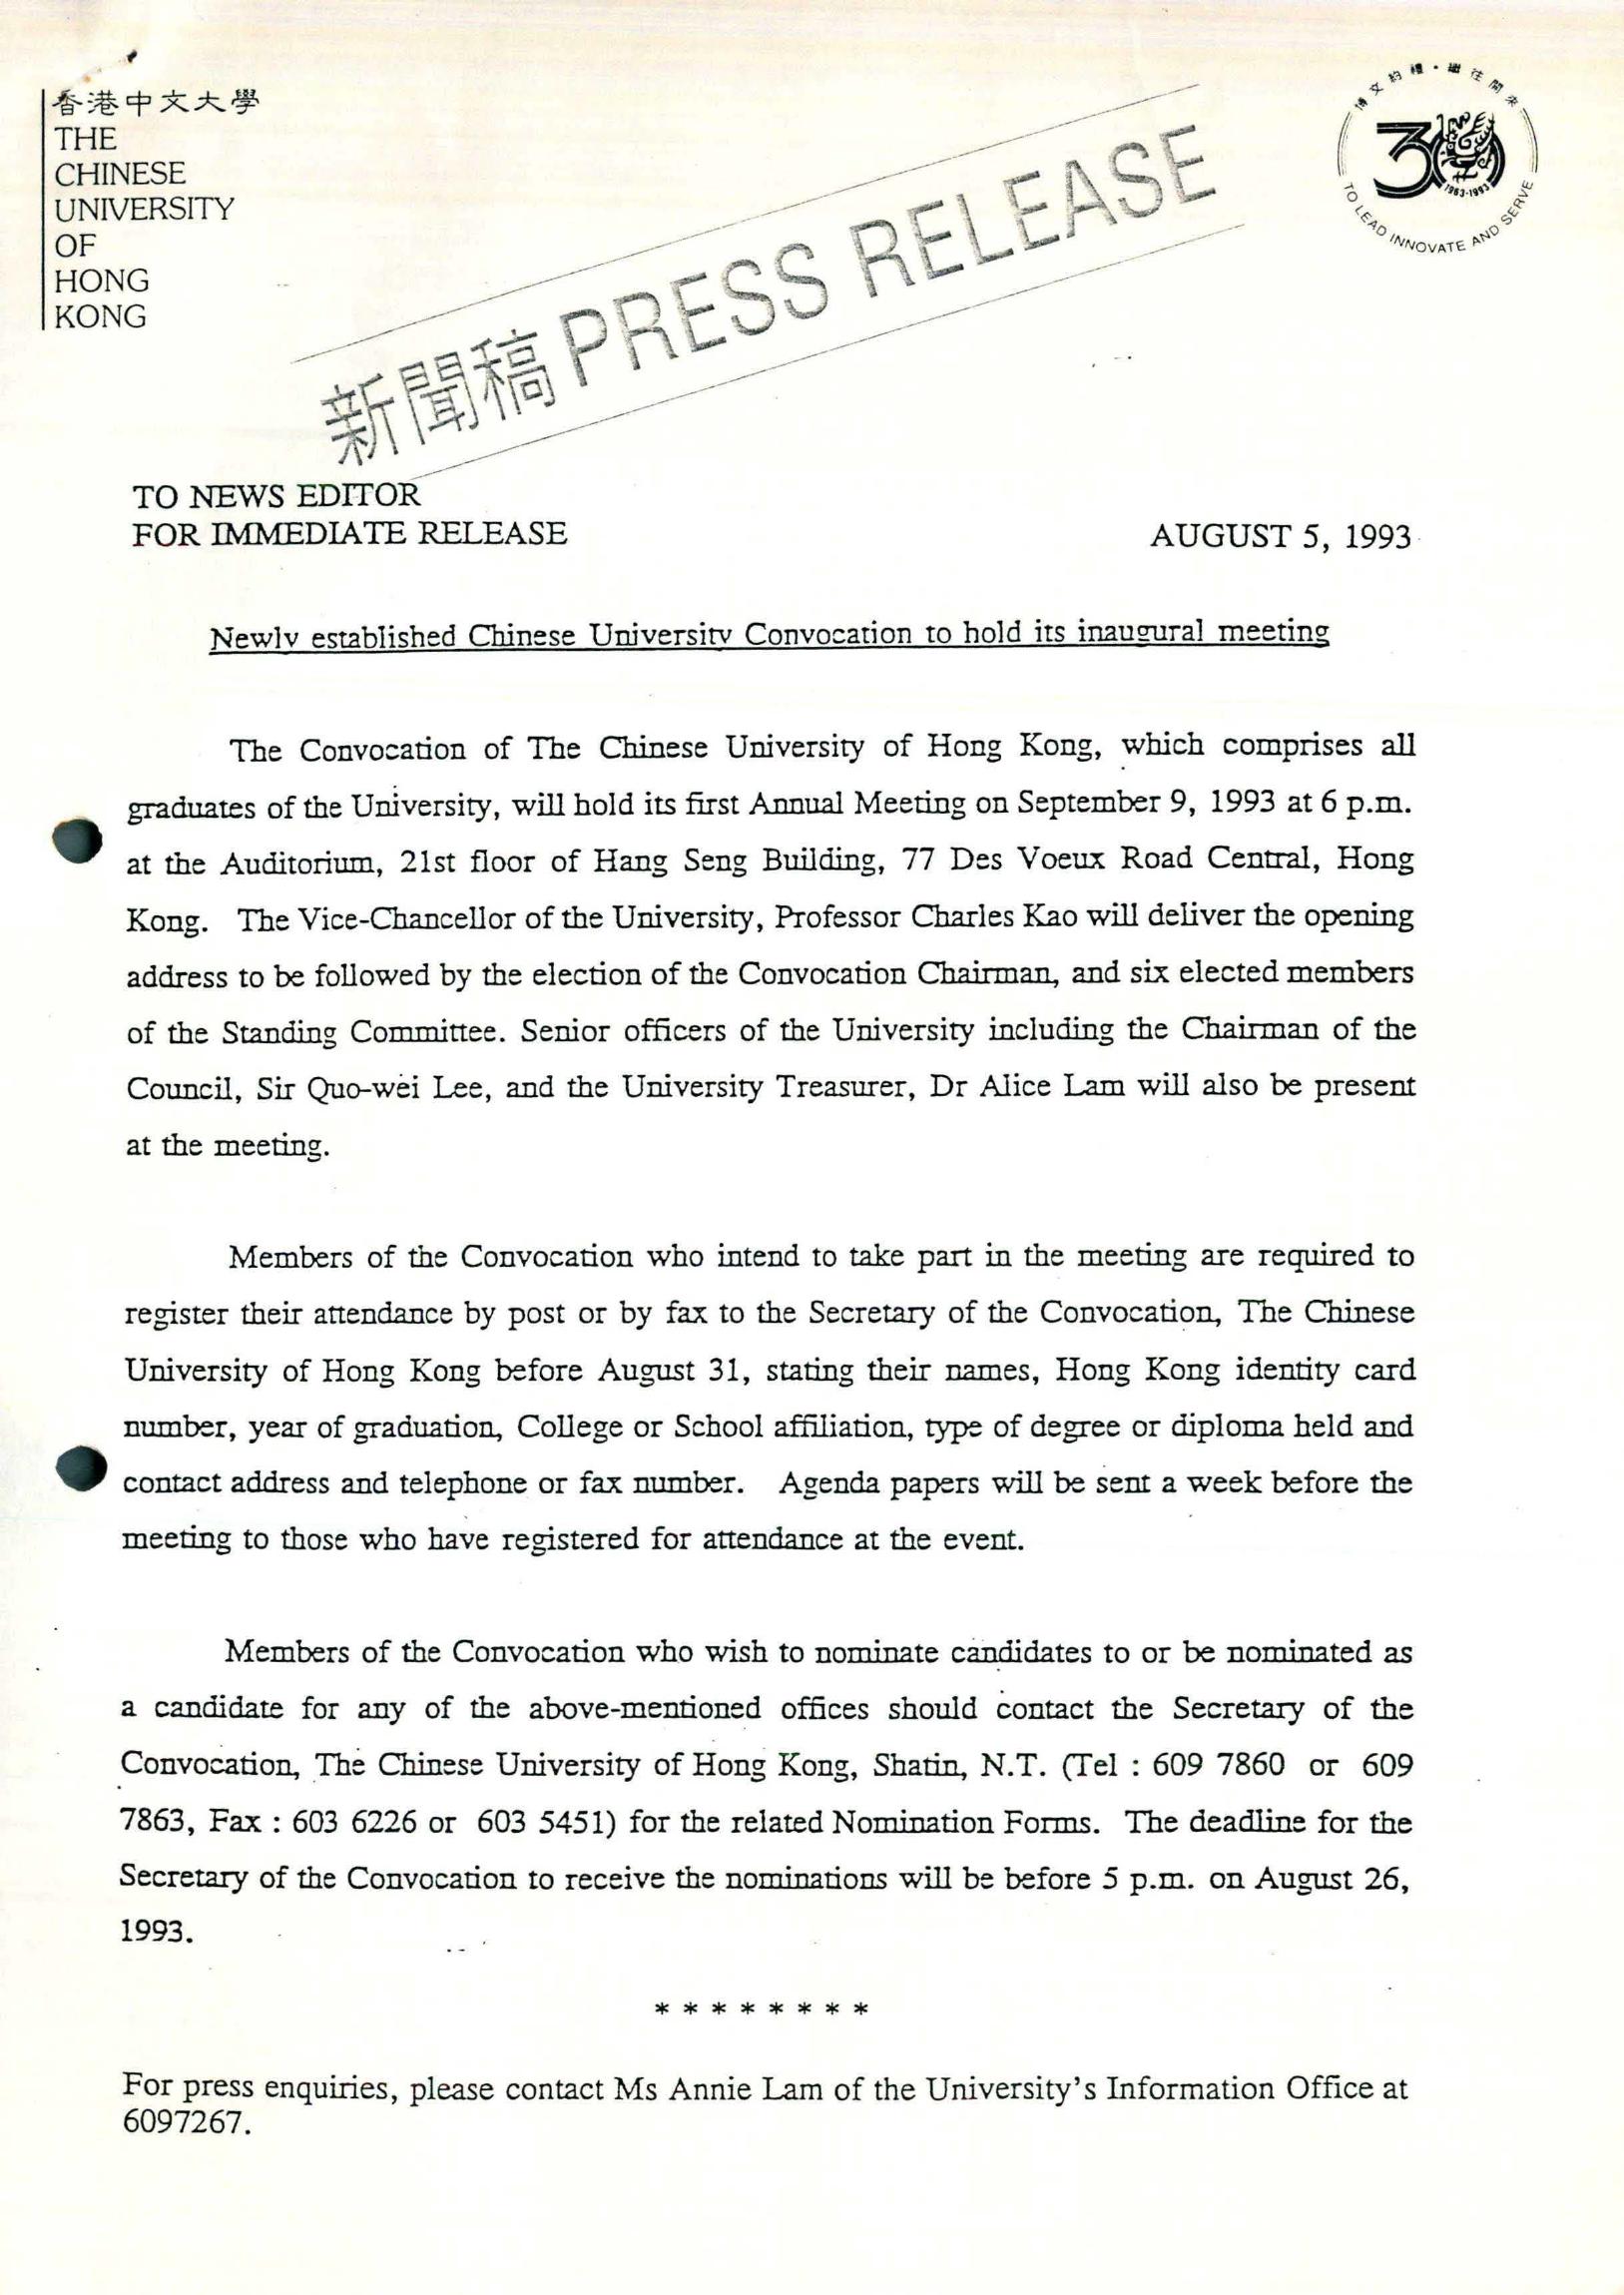 香港中文大學
THE
CHINESE
UNIVERSITY
OF
HONG
KONG
新聞稿 PRESS RELEASE
博文約禮・繼往開來
30
1963-1993
TO LEAD INNOVATE AND SERVE
TO NEWS EDITOR
FOR IMMEDIATE RELEASE
AUGUST 5, 1993
Newly established Chinese University Convocation to hold its inaugural meeting
The Convocation of The Chinese University of Hong Kong, which comprises all
graduates of the University, will hold its first Annual Meeting on September 9, 1993 at 6 p.m.
at the Auditorium, 21st floor of Hang Seng Building, 77 Des Voeux Road Central, Hong
Kong. The Vice-Chancellor of the University, Professor Charles Kao will deliver the opening
address to be followed by the election of the Convocation Chairman, and six elected members
of the Standing Committee. Senior officers of the University including the Chairman of the
Council, Sir Quo-wei Lee, and the University Treasurer, Dr Alice Lam will also be present
at the meeting.
Members of the Convocation who intend to take part in the meeting are required to
register their attendance by post or by fax to the Secretary of the Convocation, The Chinese
University of Hong Kong before August 31, stating their names, Hong Kong identity card
number, year of graduation, College or School affiliation, type of degree or diploma held and
contact address and telephone or fax number. Agenda papers will be sent a week before the
meeting to those who have registered for attendance at the event.
Members of the Convocation who wish to nominate candidates to or be nominated as
a candidate for any of the above-mentioned offices should contact the Secretary of the
Convocation, The Chinese University of Hong Kong, Shatin, N.T. (Tel : 609 7860 or 609
7863, Fax : 603 6226 or 603 5451) for the related Nomination Forms. The deadline for the
Secretary of the Convocation to receive the nominations will be before 5 p.m. on August 26,
1993.
* * * * * * * *
For press enquiries, please contact Ms Annie Lam of the University's Information Office at
6097267.